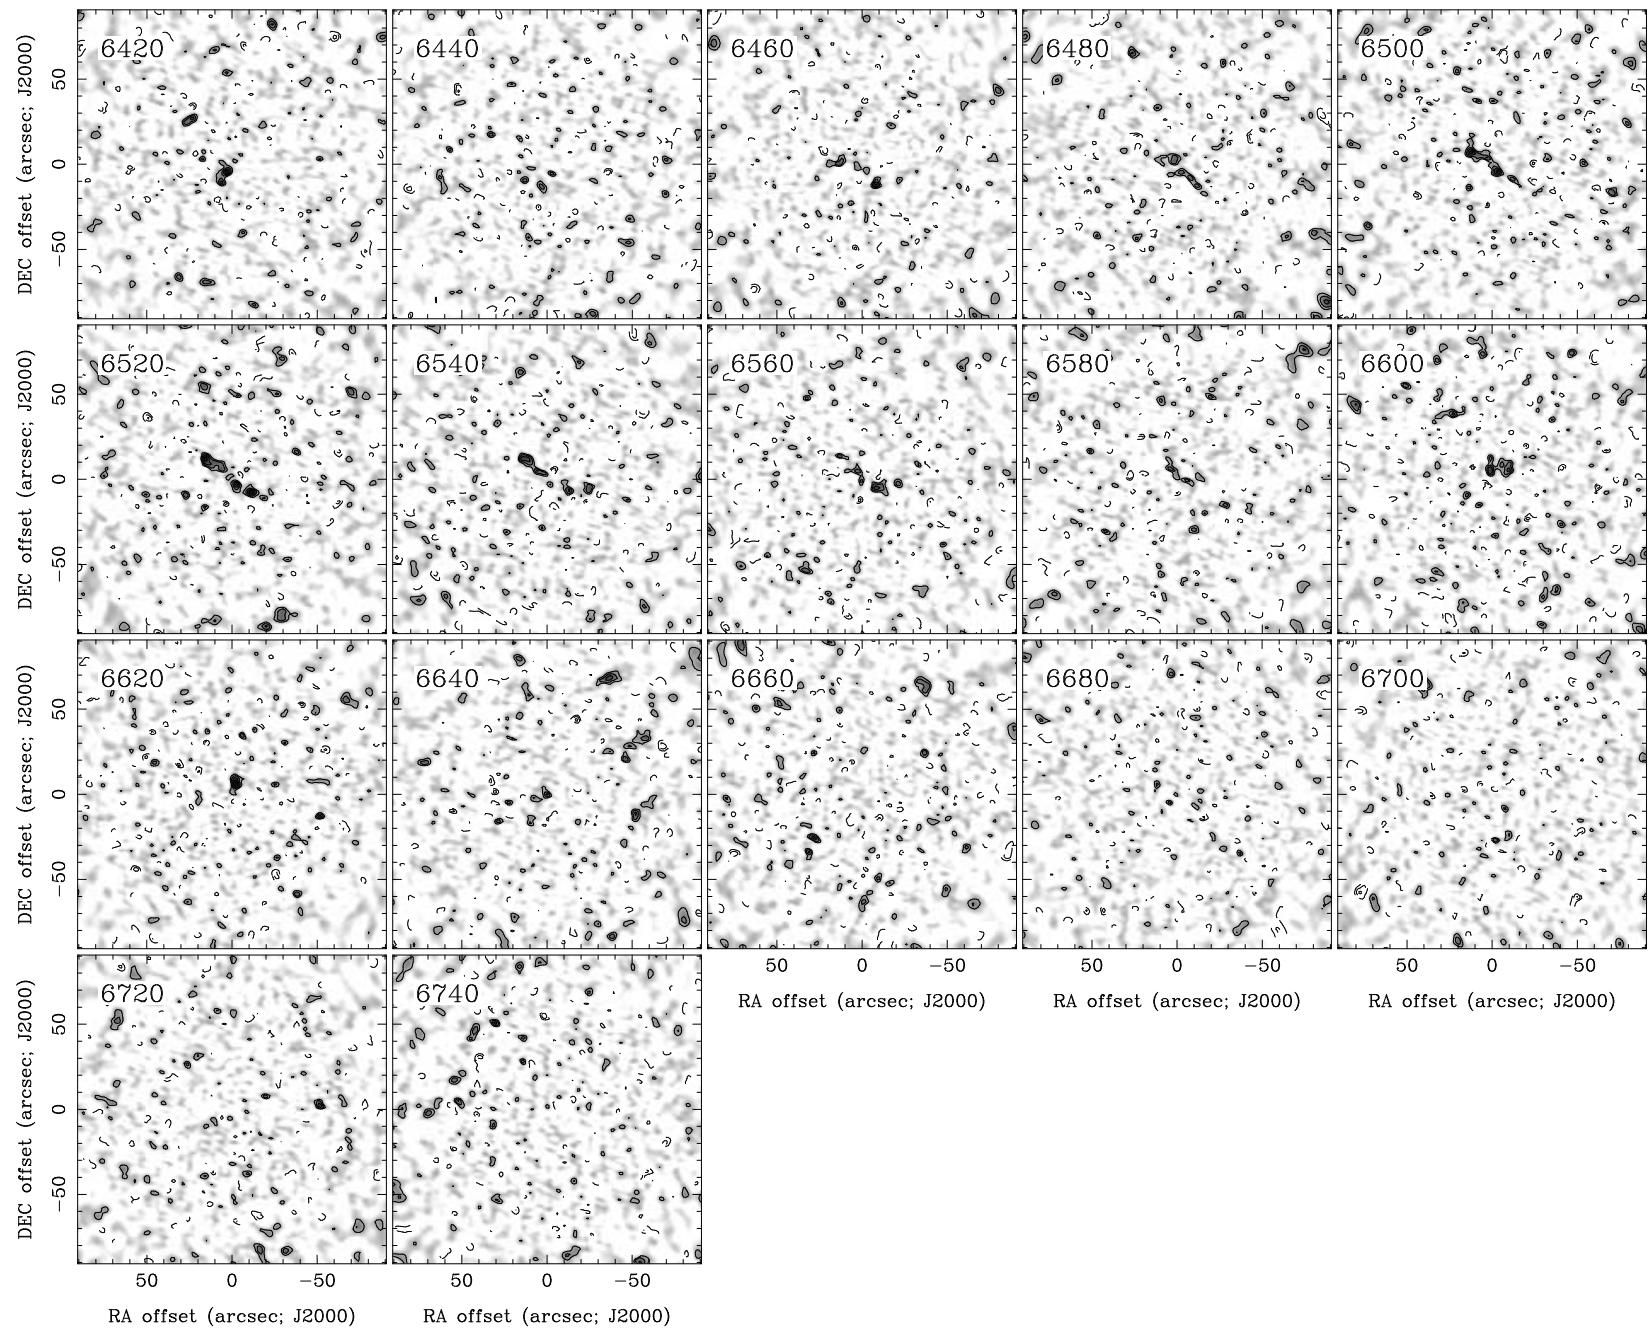 6420 6440 6460 6480 6500
50
0
−50
DEC offset (arcsec; J2000)
6520 6540 6560 6580 6600
50
0
−50
DEC offset (arcsec; J2000)
6620 6640 6660 6680 6700
50
0
−50
DEC offset (arcsec; J2000)
50 0 −50 50 0 −50 50 0 −50
RA offset (arcsec; J2000) RA offset (arcsec; J2000) RA offset (arcsec; J2000)
6720 6740
50
0
−50
DEC offset (arcsec; J2000)
50 0 −50 50 0 −50
RA offset (arcsec; J2000) RA offset (arcsec; J2000)